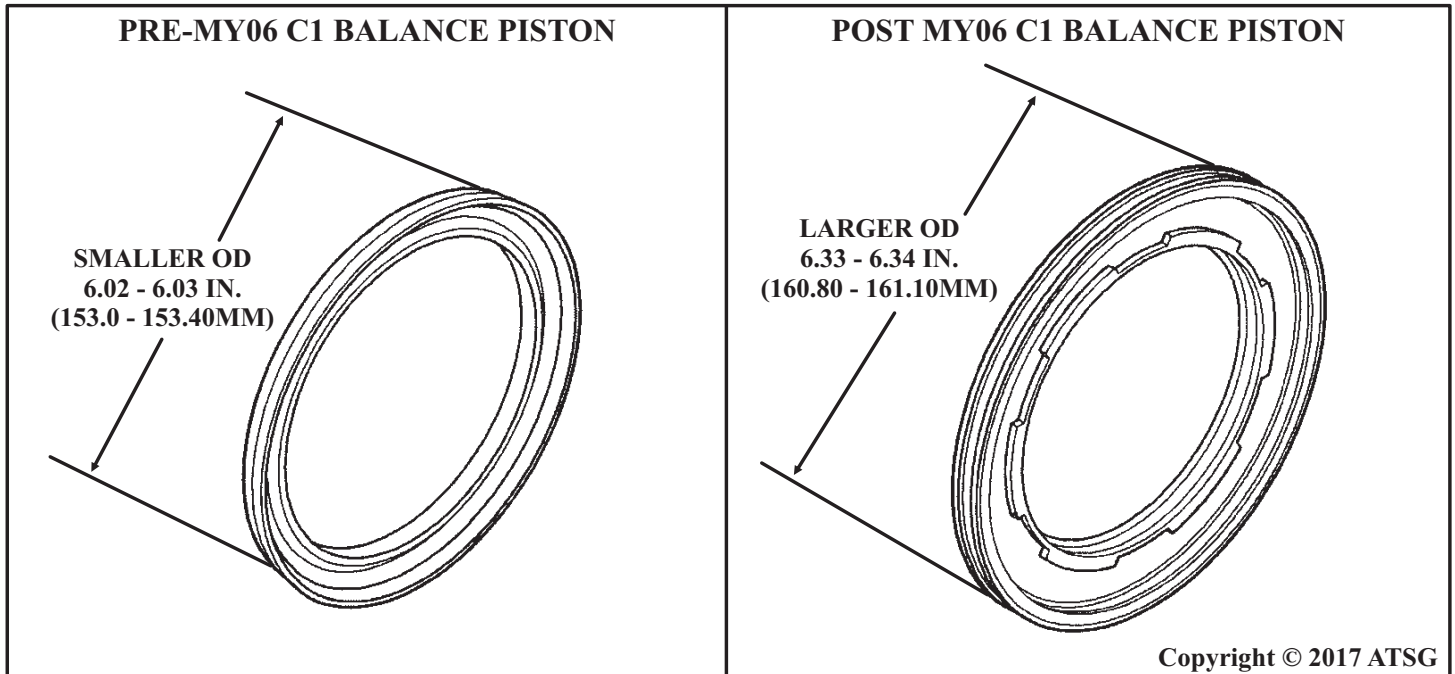 PRE-MY06 C1 BALANCE PISTON
SMALLER OD
6.02 - 6.03 IN.
(153.0 - 153.40MM)
POST MY06 C1 BALANCE PISTON
LARGER OD
6.33 - 6.34 IN.
(160.80 - 161.10MM)
Copyright © 2017 ATSG